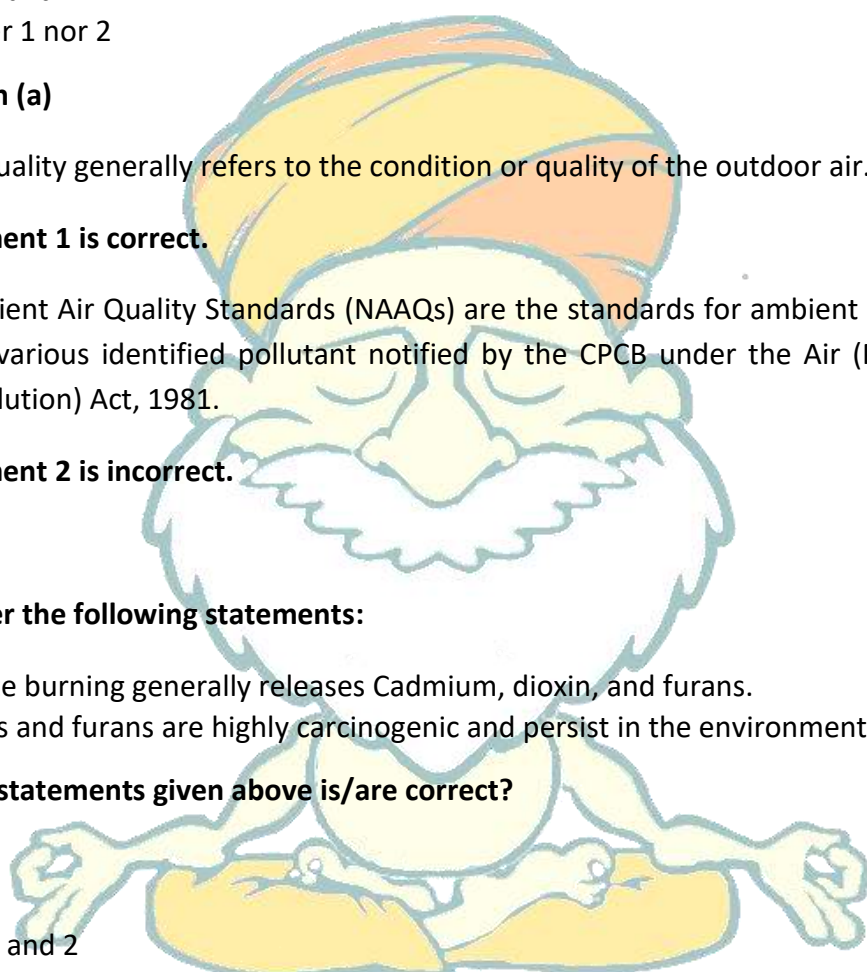 r 1 nor 2
n (a)
uality generally refers to the condition or quality of the outdoor air.
nent 1 is correct.
ient Air Quality Standards (NAAQs) are the standards for ambient
various identified pollutant notified by the CPCB under the Air (
lution) Act, 1981.
nent 2 is incorrect.
er the following statements:
e burning generally releases Cadmium, dioxin, and furans.
s and furans are highly carcinogenic and persist in the environment
statements given above is/are correct?
and 2